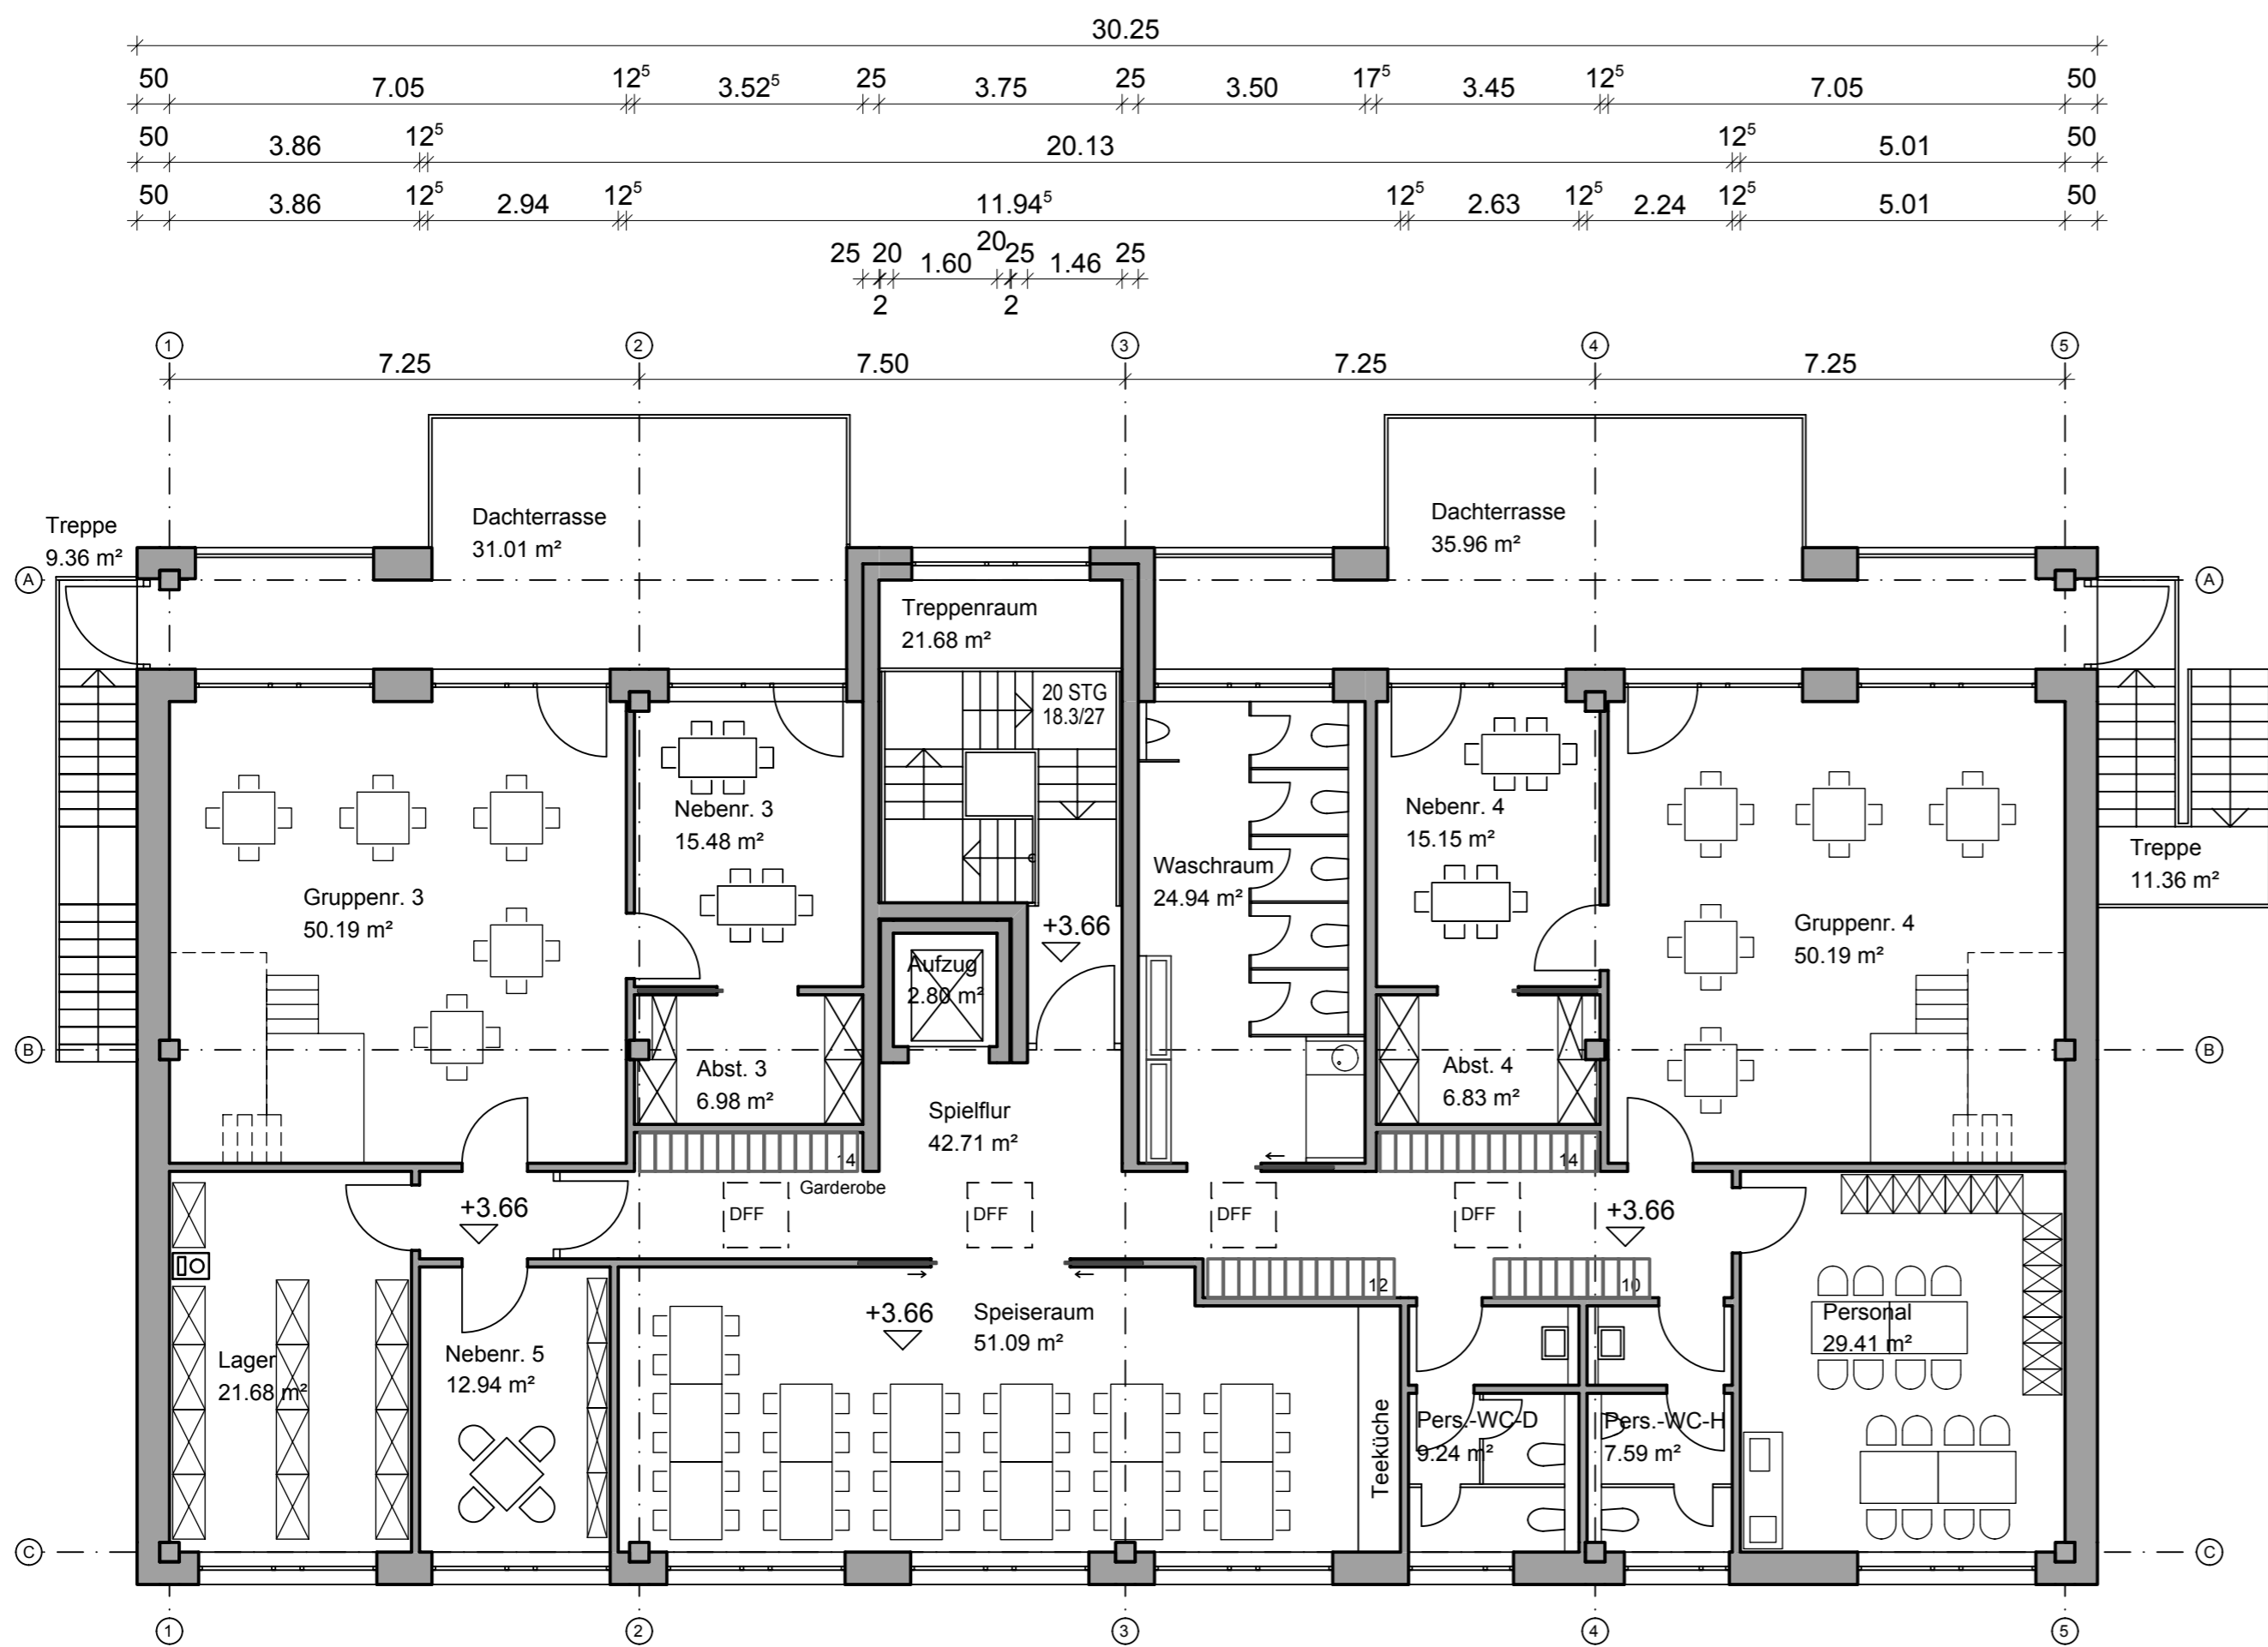 30.25
50 7.05 12⁵ 3.52⁵ 25 3.75 25 3.50 17⁵ 3.45 12⁵ 7.05 50
50 3.86 12⁵ 20.13 12⁵ 5.01 50
50 3.86 12⁵ 2.94 12⁵ 11.94⁵ 12⁵ 2.63 12⁵ 2.24 12⁵ 5.01 50
25 20 1.60 20 25 1.46 25
2 2
1 2 3 4 5
7.25 7.50 7.25 7.25
Treppe
9.36 m²
Dachterrasse
31.01 m²
Dachterrasse
35.96 m²
A A
Treppenraum
21.68 m²
20 STG
18.3/27
Nebenr. 3
15.48 m²
Nebenr. 4
15.15 m²
Gruppenr. 3
50.19 m²
Waschraum
24.94 m²
Gruppenr. 4
50.19 m²
Treppe
11.36 m²
+3.66
Aufzug
2.80 m²
B B
Abst. 3
6.98 m²
Abst. 4
6.83 m²
Spielflur
42.71 m²
14 14
Garderobe
+3.66 DFF DFF DFF DFF +3.66
12 10
Lager
21.68 m²
Nebenr. 5
12.94 m²
+3.66
Speiseraum
51.09 m²
Teeküche
Pers.-WC-D
9.24 m²
Pers.-WC-H
7.59 m²
Personal
29.41 m²
C C
1 2 3 4 5